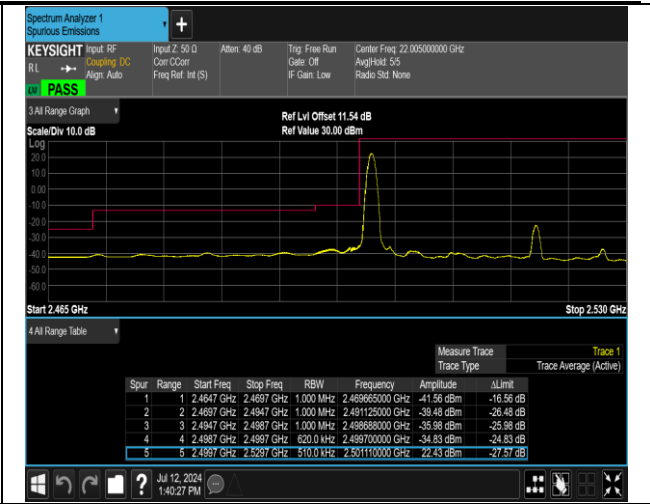 Spectrum Analyzer 1
Spurious Emissions
KEYSIGHT Input: RF Input Z: 50 Ω Atten: 40 dB Trig: Free Run Center Freq: 22.005000000 GHz
RL Coupling: DC Corr CCorr Gate: Off Avg|Hold: 5/5
Align: Auto Freq Ref: Int (S) IF Gain: Low Radio Std: None
PASS
3 All Range Graph
Ref Lvl Offset 11.54 dB
Scale/Div 10.0 dB Ref Value 30.00 dBm
Log
20.0
10.0
0.00
-10.0
-20.0
-30.0
-40.0
-50.0
-60.0
Start 2.465 GHz Stop 2.530 GHz
4 All Range Table
Measure Trace Trace 1
Trace Type Trace Average (Active)
Spur Range Start Freq Stop Freq RBW Frequency Amplitude ΔLimit
1 1 2.4647 GHz 2.4697 GHz 1.000 MHz 2.469665000 GHz -41.56 dBm -16.56 dB
2 2 2.4697 GHz 2.4947 GHz 1.000 MHz 2.491125000 GHz -39.48 dBm -26.48 dB
3 3 2.4947 GHz 2.4987 GHz 1.000 MHz 2.498688000 GHz -35.98 dBm -25.98 dB
4 4 2.4987 GHz 2.4997 GHz 620.0 kHz 2.499700000 GHz -34.83 dBm -24.83 dB
5 5 2.4997 GHz 2.5297 GHz 510.0 kHz 2.501110000 GHz 22.43 dBm -27.57 dB
Jul 12, 2024
1:40:27 PM